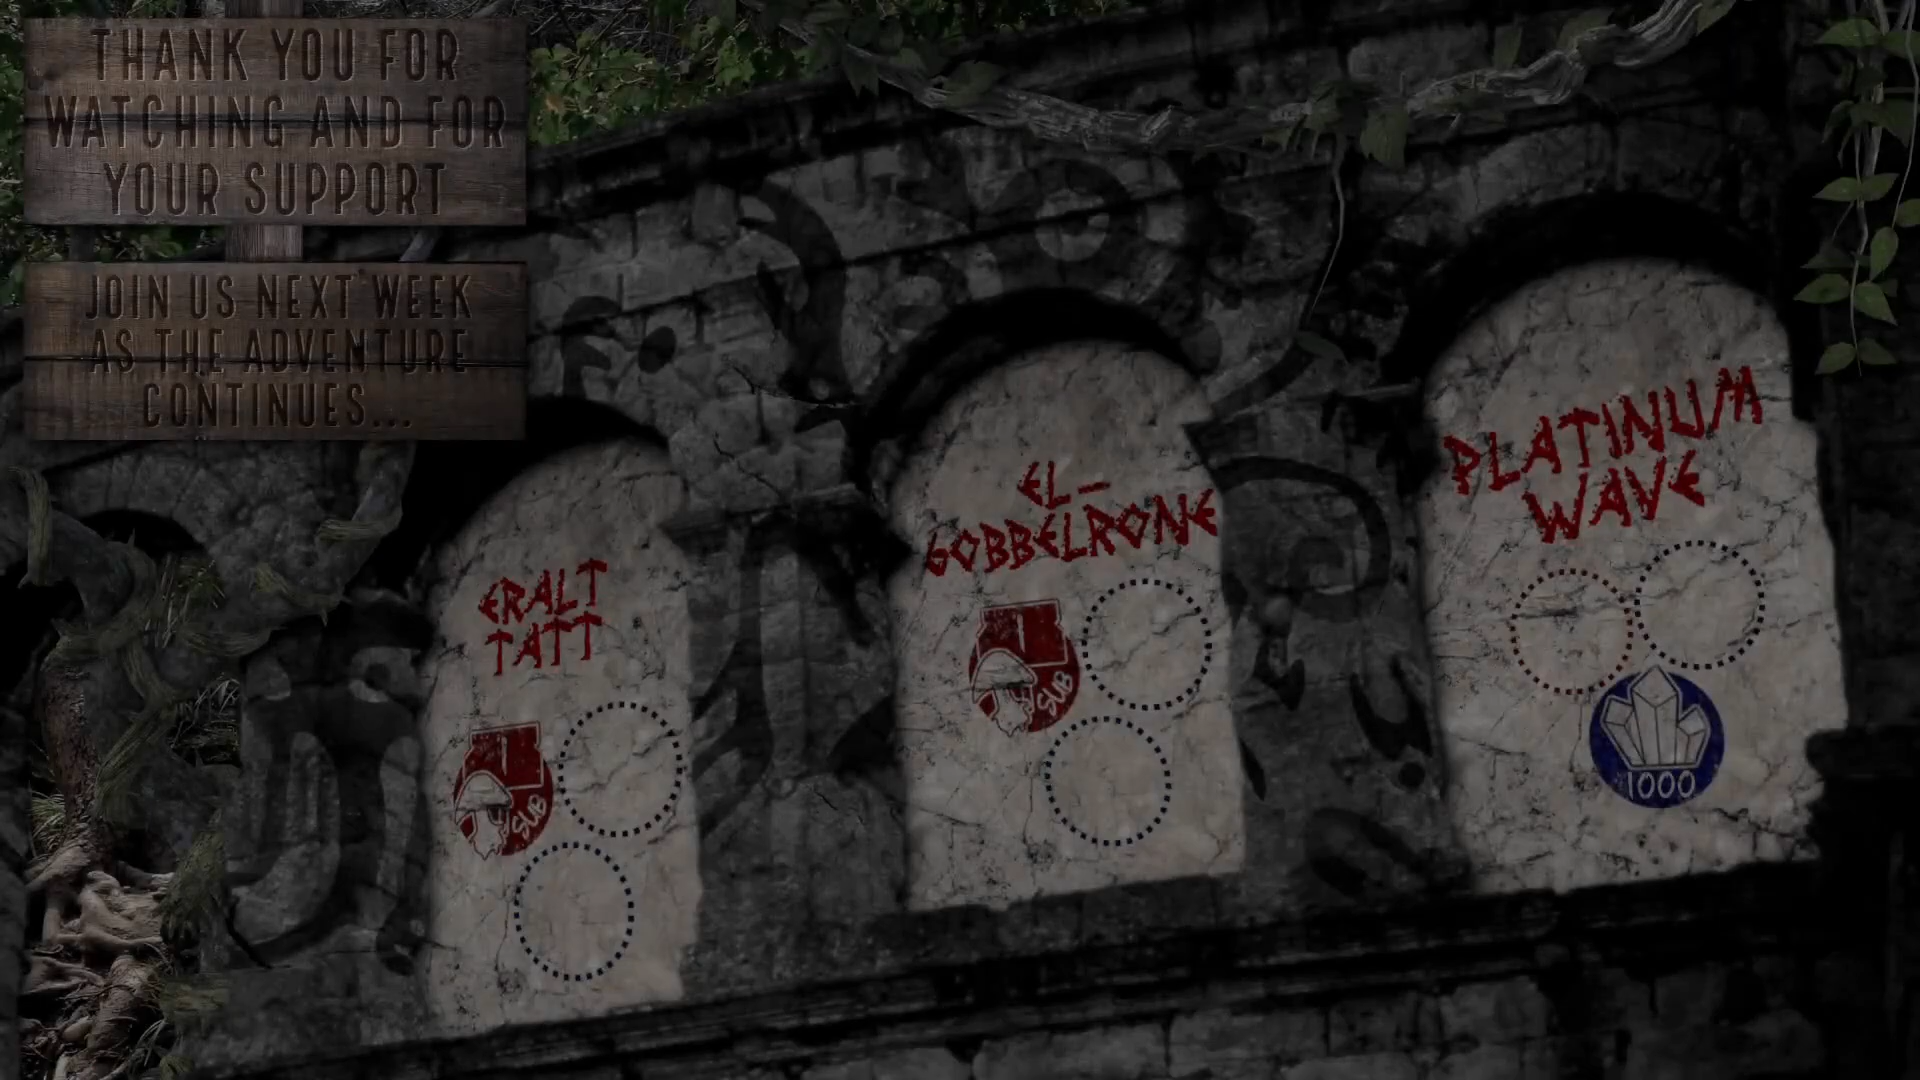 THANK YOU FOR
WATCHING AND FOR
YOUR SUPPORT
JOIN US NEXT WEEK
AS THE ADVENTURE
CONTINUES...
ERALT
TATT
SUB
EL_
GOBBELRONE
SUB
PLATINUM
WAVE
1000